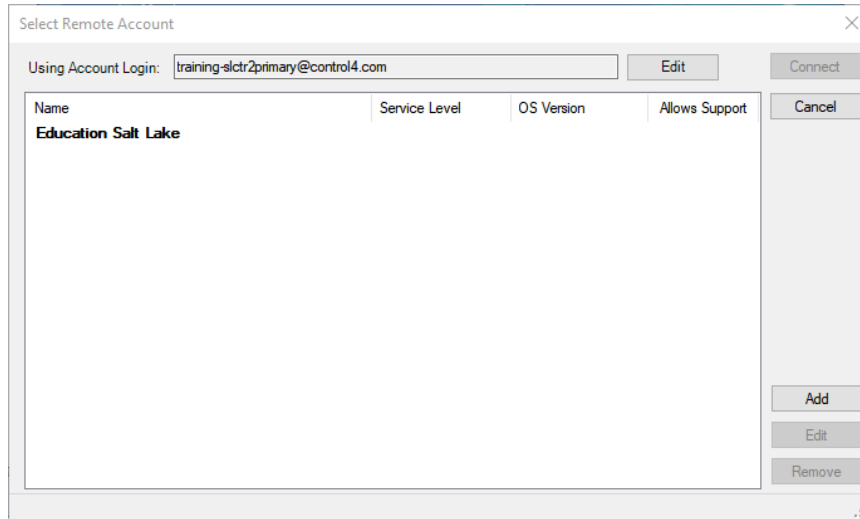 Select Remote Account
Using Account Login: training-slctr2primary@control4.com Edit Connect
Name Service Level OS Version Allows Support Cancel
Education Salt Lake
Add
Edit
Remove